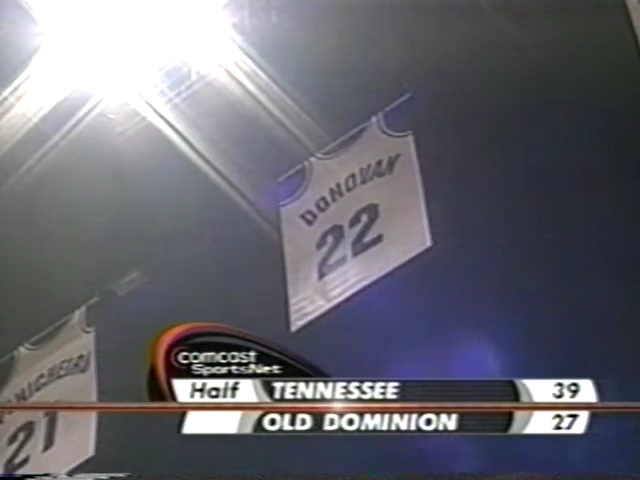 DONOVAN
22
21
comcast
SportsNet
Half TENNESSEE 39
OLD DOMINION 27